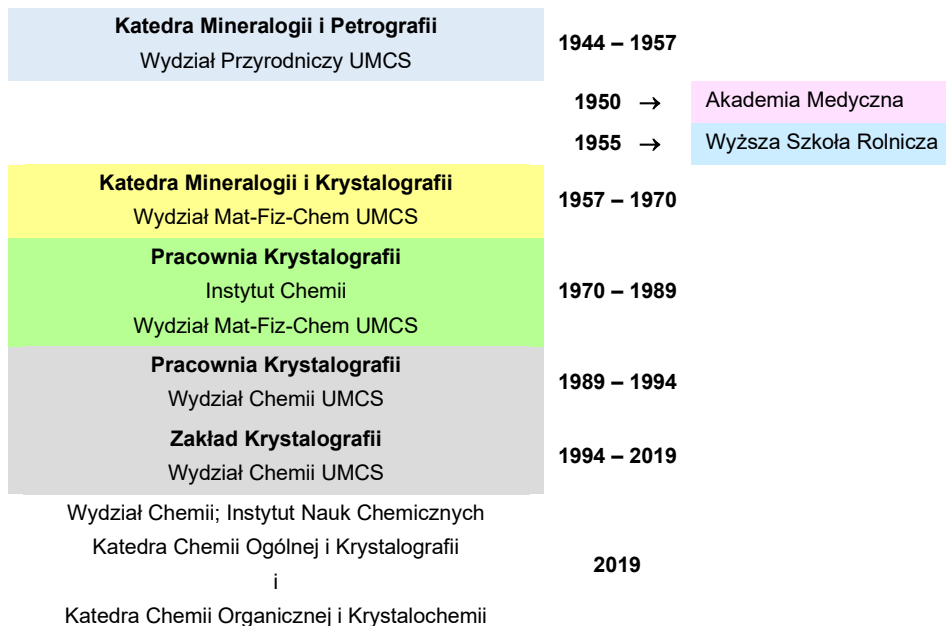 Katedra Mineralogii i Petrografii
Wydział Przyrodniczy UMCS
1944 – 1957
1950 → Akademia Medyczna
1955 → Wyższa Szkoła Rolnicza
Katedra Mineralogii i Krystalografii
Wydział Mat-Fiz-Chem UMCS
1957 – 1970
Pracownia Krystalografii
Instytut Chemii
Wydział Mat-Fiz-Chem UMCS
1970 – 1989
Pracownia Krystalografii
Wydział Chemii UMCS
1989 – 1994
Zakład Krystalografii
Wydział Chemii UMCS
1994 – 2019
Wydział Chemii; Instytut Nauk Chemicznych
Katedra Chemii Ogólnej i Krystalografii
i
Katedra Chemii Organicznej i Krystalochemii
2019